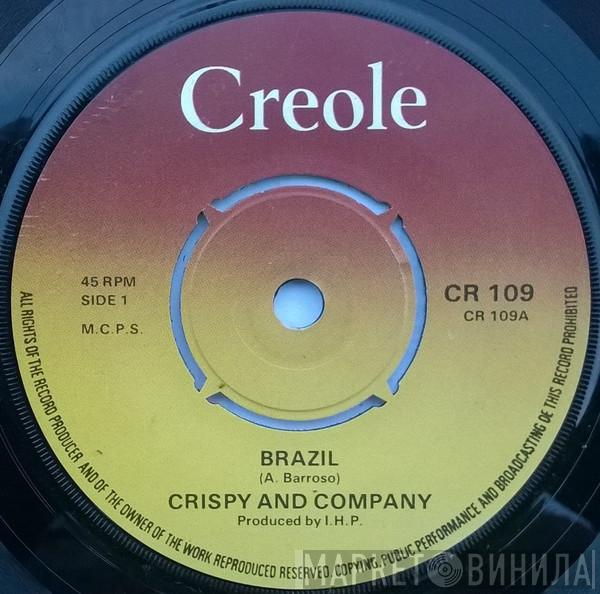 Creole
45 RPM
SIDE 1
M.C.P.S.
CR 109
CR 109A
BRAZIL
(A. Barroso)
CRISPY AND COMPANY
Produced by I.H.P.
ALL RIGHTS OF THE RECORD PRODUCER AND OF THE OWNER OF THE WORK REPRODUCED RESERVED. COPYING, PUBLIC PERFORMANCE AND BROADCASTING OE THIS RECORD PROHIBITED
МАРКЕТ ВИНИЛА